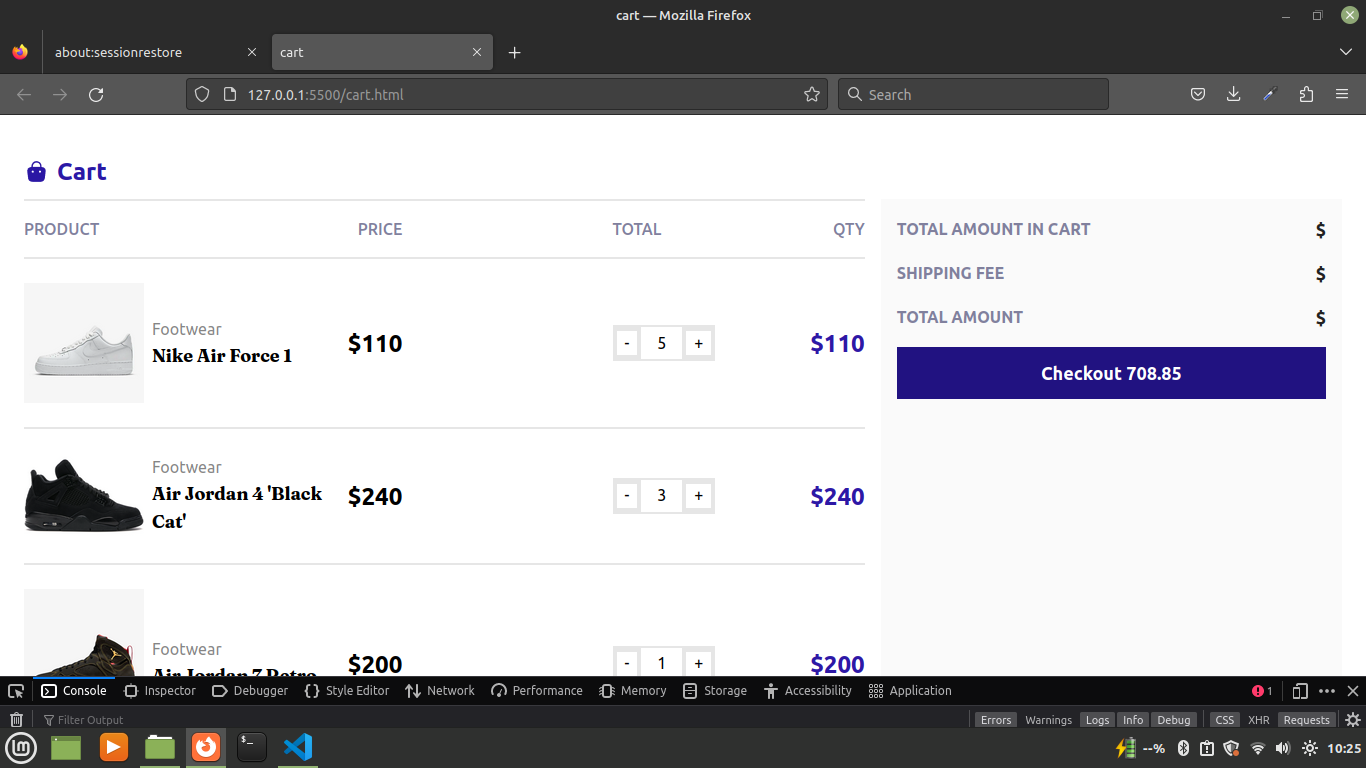 cart — Mozilla Firefox
about:sessionrestore
cart
127.0.0.1:5500/cart.html
Search
Cart
PRODUCT PRICE TOTAL QTY
Footwear
Nike Air Force 1
$110
- 5 +
$110
Footwear
Air Jordan 4 'Black
Cat'
$240
- 3 +
$240
Footwear
Air Jordan 7 Retro
$200
- 1 +
$200
TOTAL AMOUNT IN CART $
SHIPPING FEE $
TOTAL AMOUNT $
Checkout 708.85
Console Inspector Debugger Style Editor Network Performance Memory Storage Accessibility Application 1
Filter Output Errors Warnings Logs Info Debug CSS XHR Requests
lm $_ --% 10:25